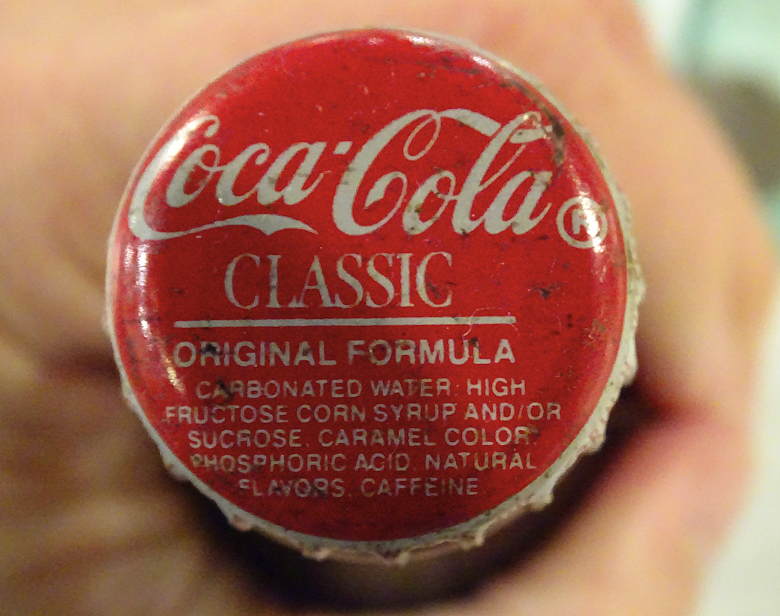 Coca-Cola ®
CLASSIC
ORIGINAL FORMULA
CARBONATED WATER, HIGH
FRUCTOSE CORN SYRUP AND/OR
SUCROSE, CARAMEL COLOR,
PHOSPHORIC ACID, NATURAL
FLAVORS, CAFFEINE